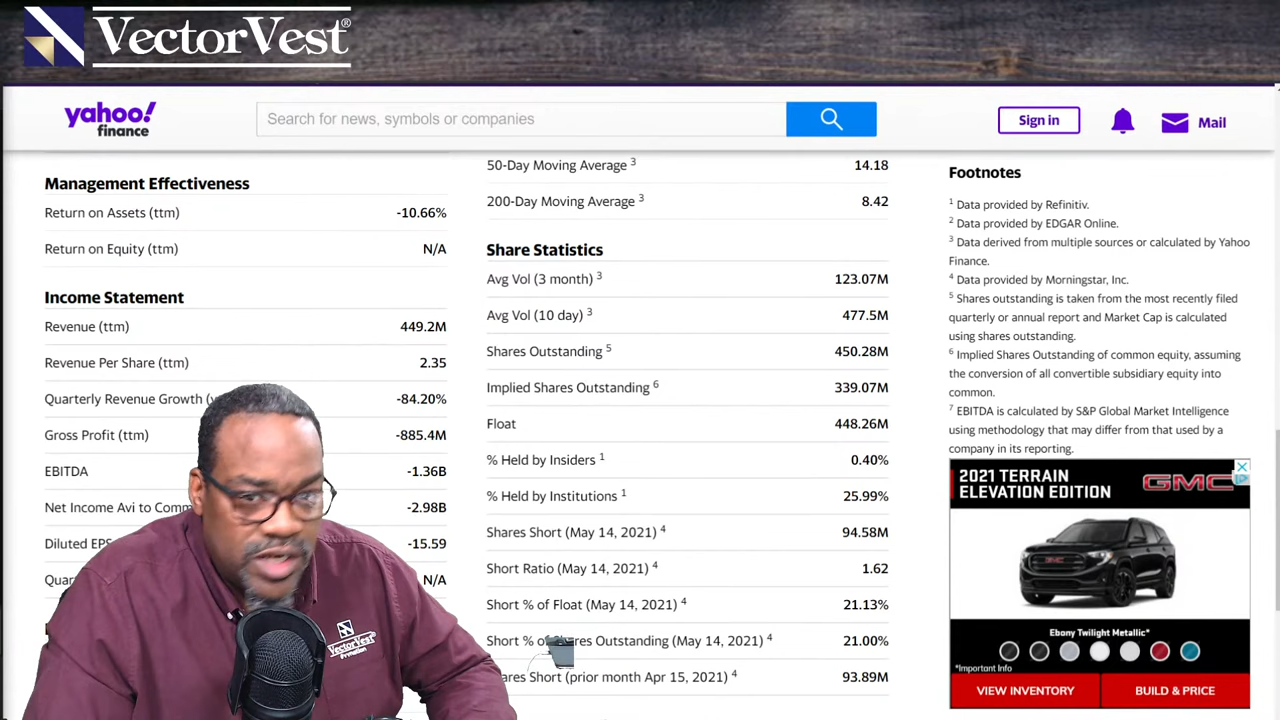 VectorVest®
yahoo!
finance
Search for news, symbols or companies
Sign in
Mail
Management Effectiveness
Return on Assets (ttm) -10.66%
Return on Equity (ttm) N/A
Income Statement
Revenue (ttm) 449.2M
Revenue Per Share (ttm) 2.35
Quarterly Revenue Growth -84.20%
Gross Profit (ttm) -885.4M
EBITDA -1.36B
Net Income Avi to -2.98B
Diluted EPS -15.59
N/A
50-Day Moving Average 3 14.18
200-Day Moving Average 3 8.42
Share Statistics
Avg Vol (3 month) 3 123.07M
Avg Vol (10 day) 3 477.5M
Shares Outstanding 5 450.28M
Implied Shares Outstanding 6 339.07M
Float 448.26M
% Held by Insiders 1 0.40%
% Held by Institutions 1 25.99%
Shares Short (May 14, 2021) 4 94.58M
Short Ratio (May 14, 2021) 4 1.62
Short % of Float (May 14, 2021) 4 21.13%
Short % of Outstanding (May 14, 2021) 4 21.00%
Short (prior month Apr 15, 2021) 4 93.89M
Footnotes
1 Data provided by Refinitiv.
2 Data provided by EDGAR Online.
3 Data derived from multiple sources or calculated by Yahoo
Finance.
4 Data provided by Morningstar, Inc.
5 Shares outstanding is taken from the most recently filed
quarterly or annual report and Market Cap is calculated
using shares outstanding.
6 Implied Shares Outstanding of common equity, assuming
the conversion of all convertible subsidiary equity into
common.
7 EBITDA is calculated by S&P Global Market Intelligence
using methodology that may differ from that used by a
company in its reporting.
2021 TERRAIN
ELEVATION EDITION
GMC
Ebony Twilight Metallic*
*Important Info
VIEW INVENTORY
BUILD & PRICE
VectorVest